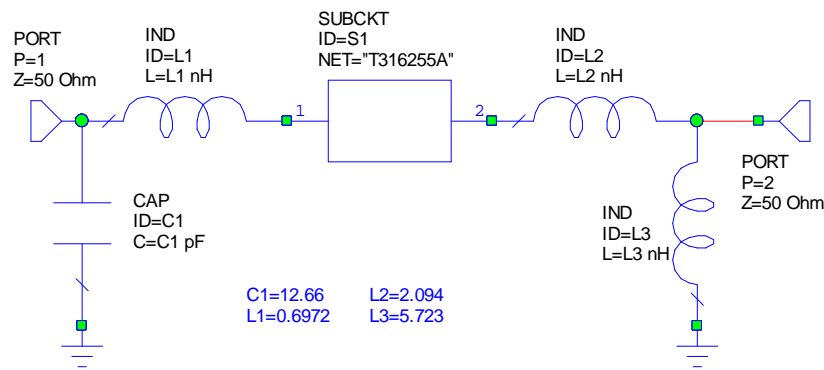 PORT
P=1
Z=50 Ohm
IND
ID=L1
L=L1 nH
SUBCKT
ID=S1
NET="T316255A"
1
2
IND
ID=L2
L=L2 nH
PORT
P=2
Z=50 Ohm
CAP
ID=C1
C=C1 pF
IND
ID=L3
L=L3 nH
C1=12.66 L2=2.094
L1=0.6972 L3=5.723